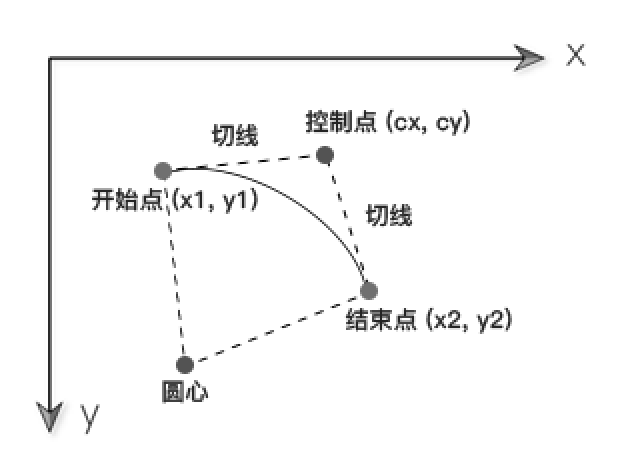 x
控制点 (cx, cy)
切线
开始点 (x1, y1)
切线
结束点 (x2, y2)
圆心
y